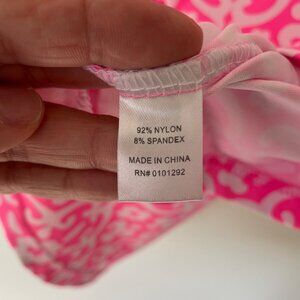 92% NYLON
8% SPANDEX
MADE IN CHINA
RN# 0101292